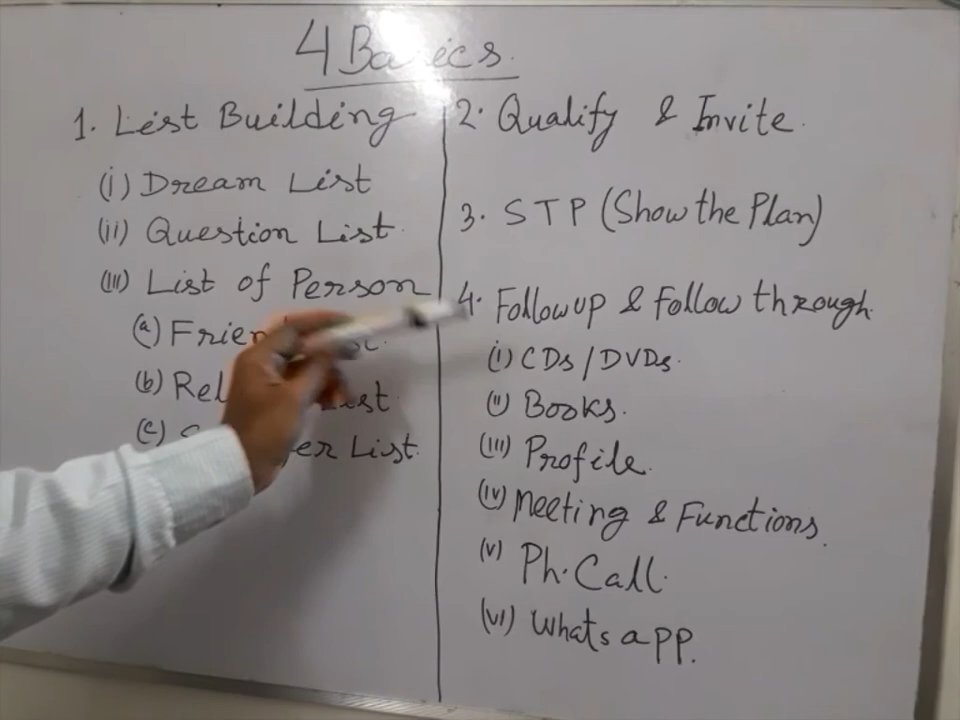 4 Basics.
1. List Building
(i) Dream List
(ii) Question List.
(iii) List of Person
(a)
(b) List
(c) List.
2. Qualify & Invite.
3. STP (Show the Plan)
4. Followup & Follow through.
(i) CDs / DVDs.
(ii) Books.
(iii) Profile.
(iv) Meeting & Functions.
(v) Ph. Call.
(vi) Whatsapp.